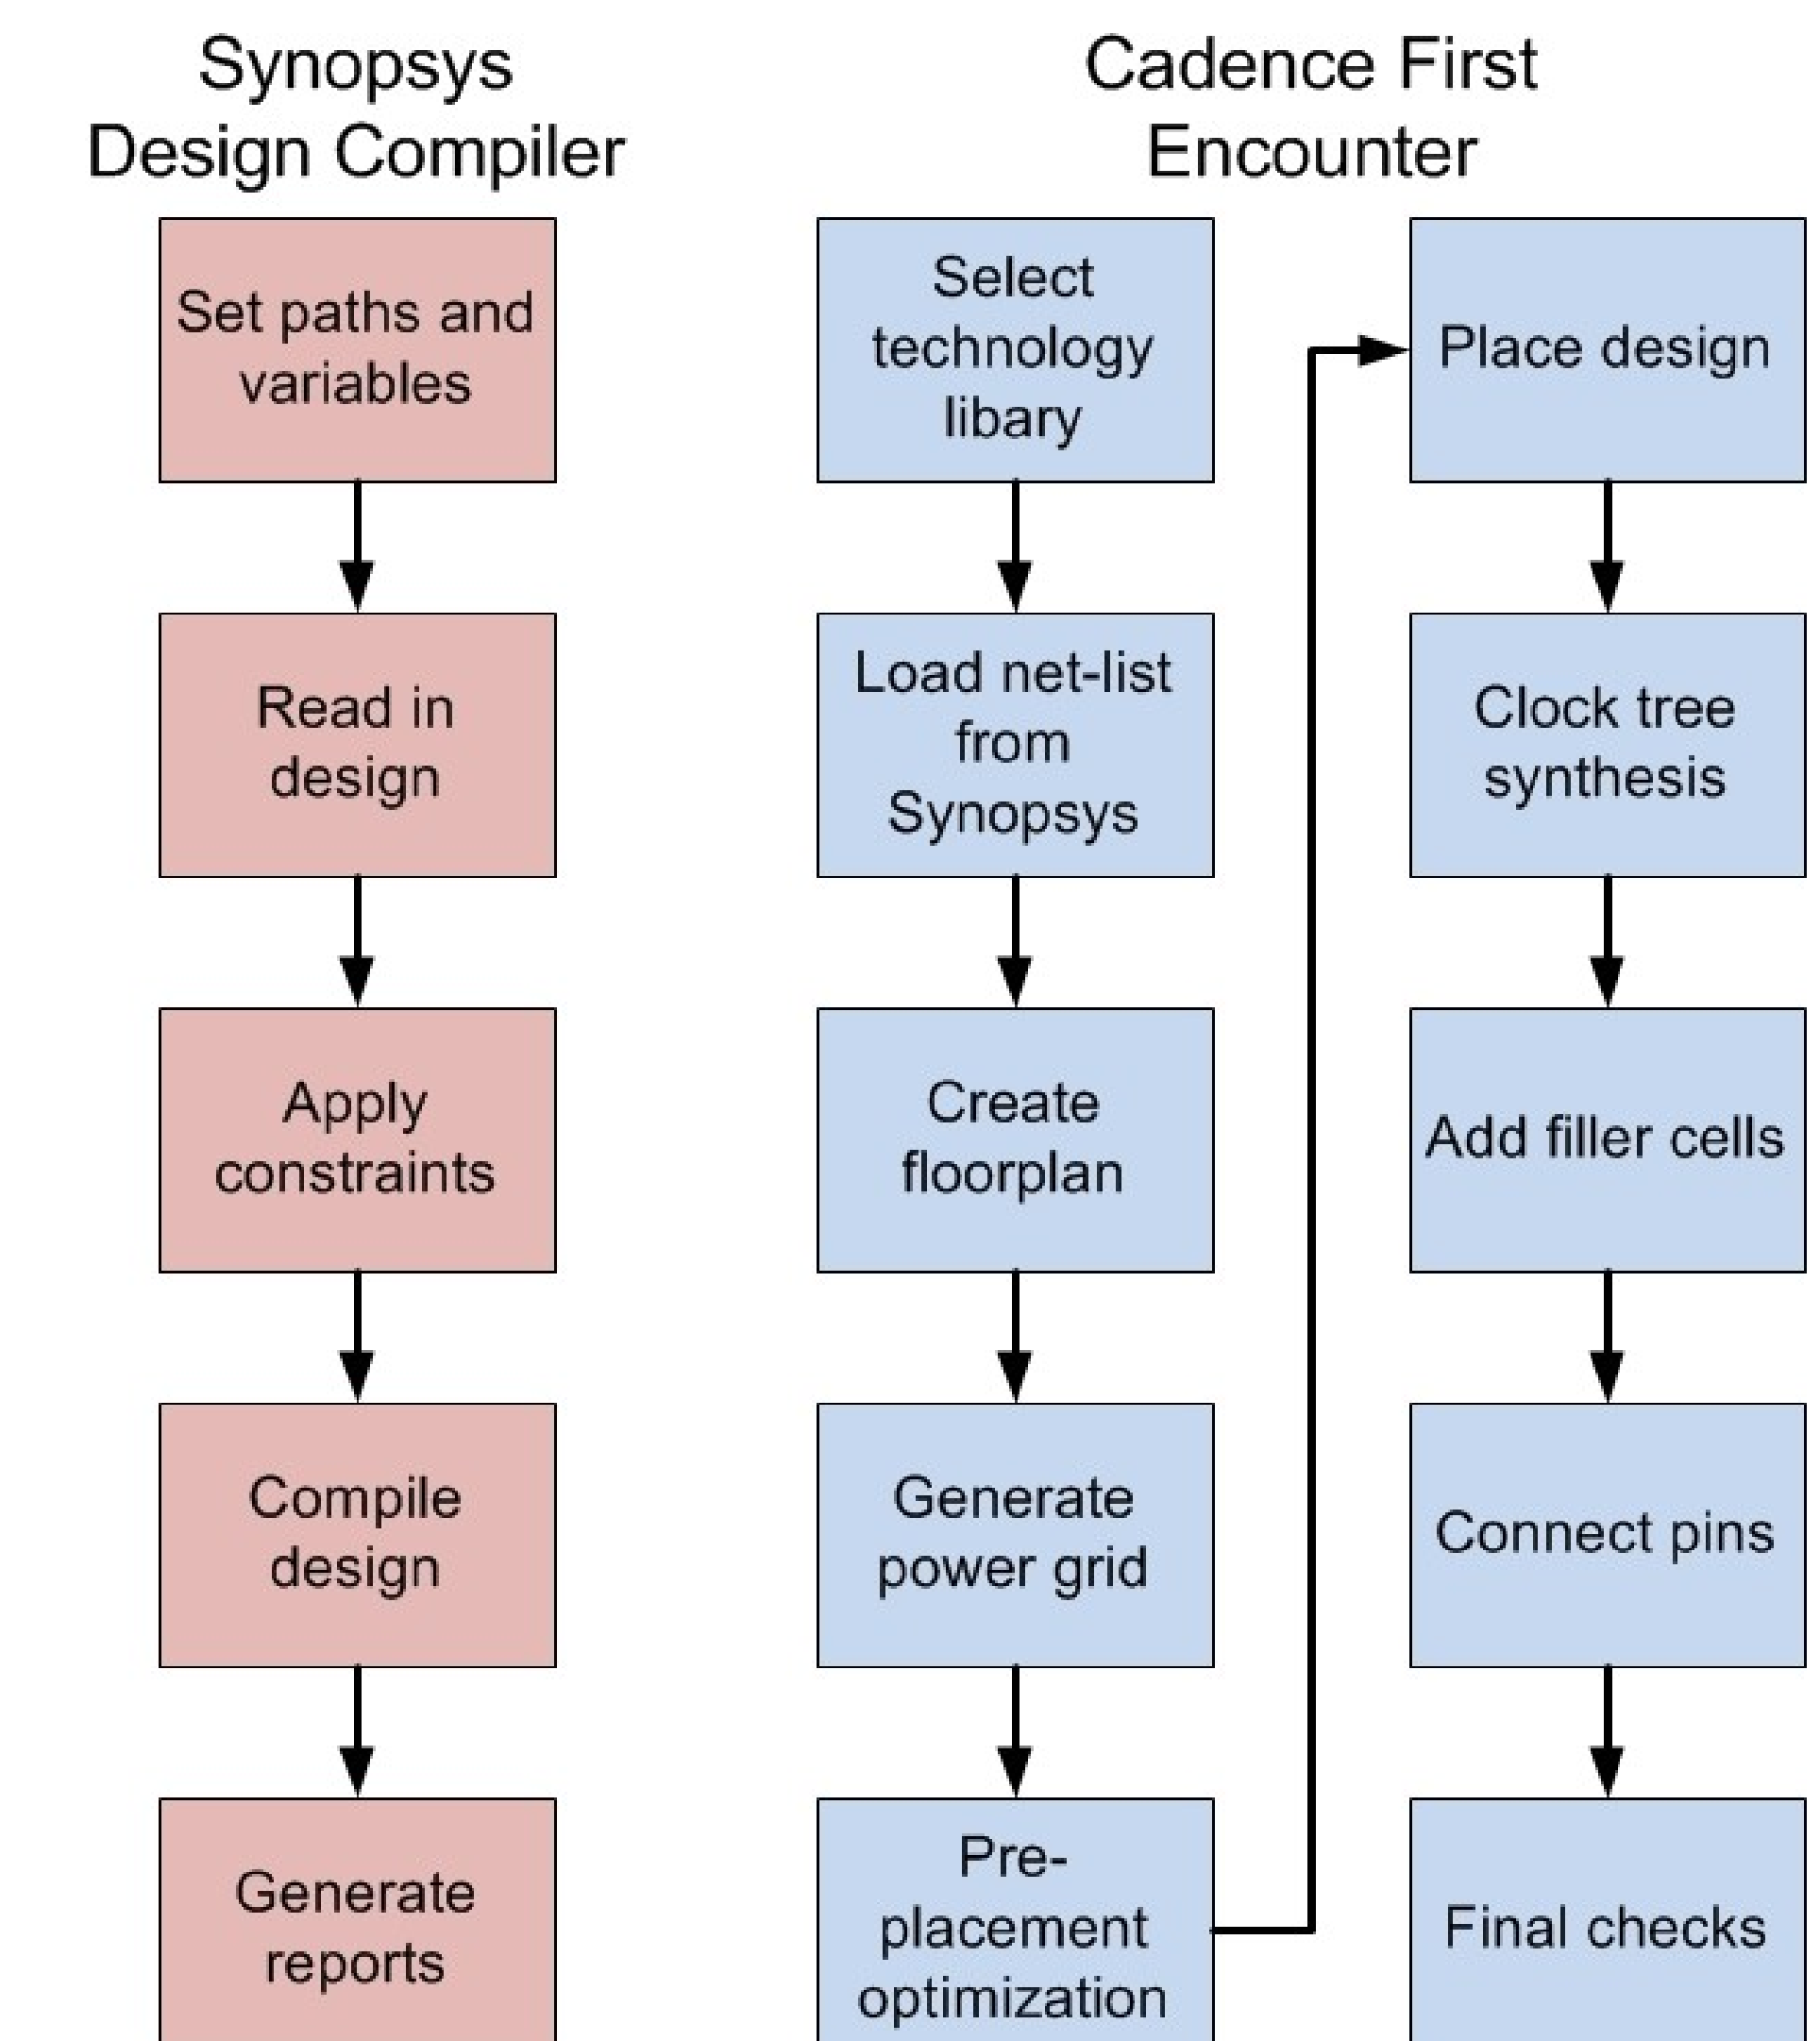 Synopsys
Design Compiler
Set paths and
variables
Read in
design
Apply
constraints
Compile
design
Generate
reports
Cadence First
Encounter
Select
technology
libary
Load net-list
from
Synopsys
Create
floorplan
Generate
power grid
Pre-
placement
optimization
Place design
Clock tree
synthesis
Add filler cells
Connect pins
Final checks